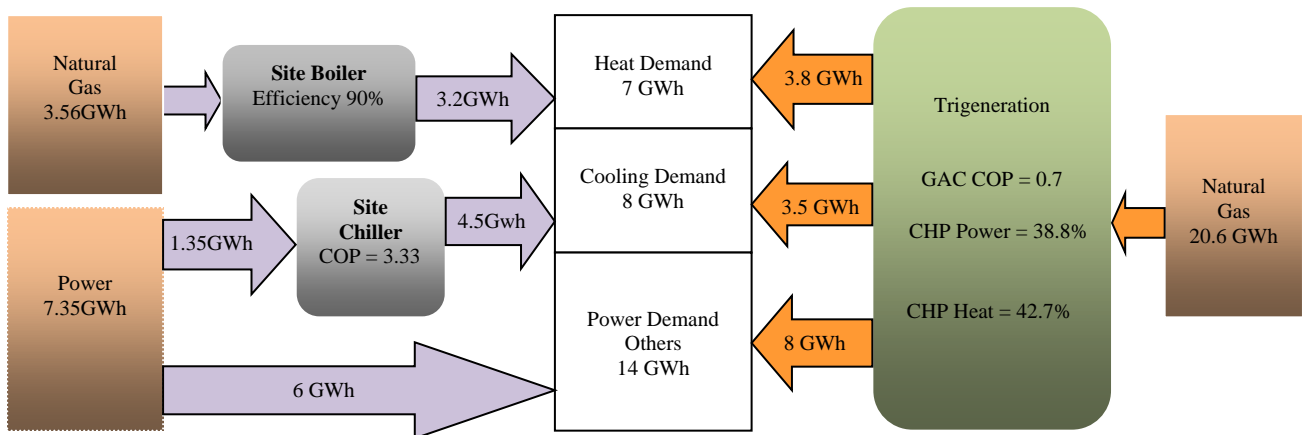 Natural
Gas
3.56GWh
Site Boiler
Efficiency 90%
3.2GWh
Heat Demand
7 GWh
3.8 GWh
Trigeneration
GAC COP = 0.7
CHP Power = 38.8%
CHP Heat = 42.7%
Natural
Gas
20.6 GWh
Power
7.35GWh
1.35GWh
Site
Chiller
COP = 3.33
4.5Gwh
Cooling Demand
8 GWh
3.5 GWh
6 GWh
Power Demand
Others
14 GWh
8 GWh